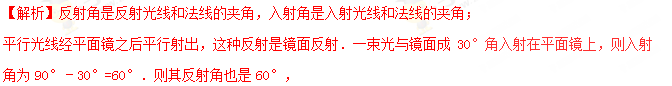 【解析】反射角是反射光线和法线的夹角，入射角是入射光线和法线的夹角；
平行光线经平面镜之后平行射出，这种反射是镜面反射．一束光与镜面成 30°角入射在平面镜上，则入射
角为 90°－30°=60°．则其反射角也是 60°，